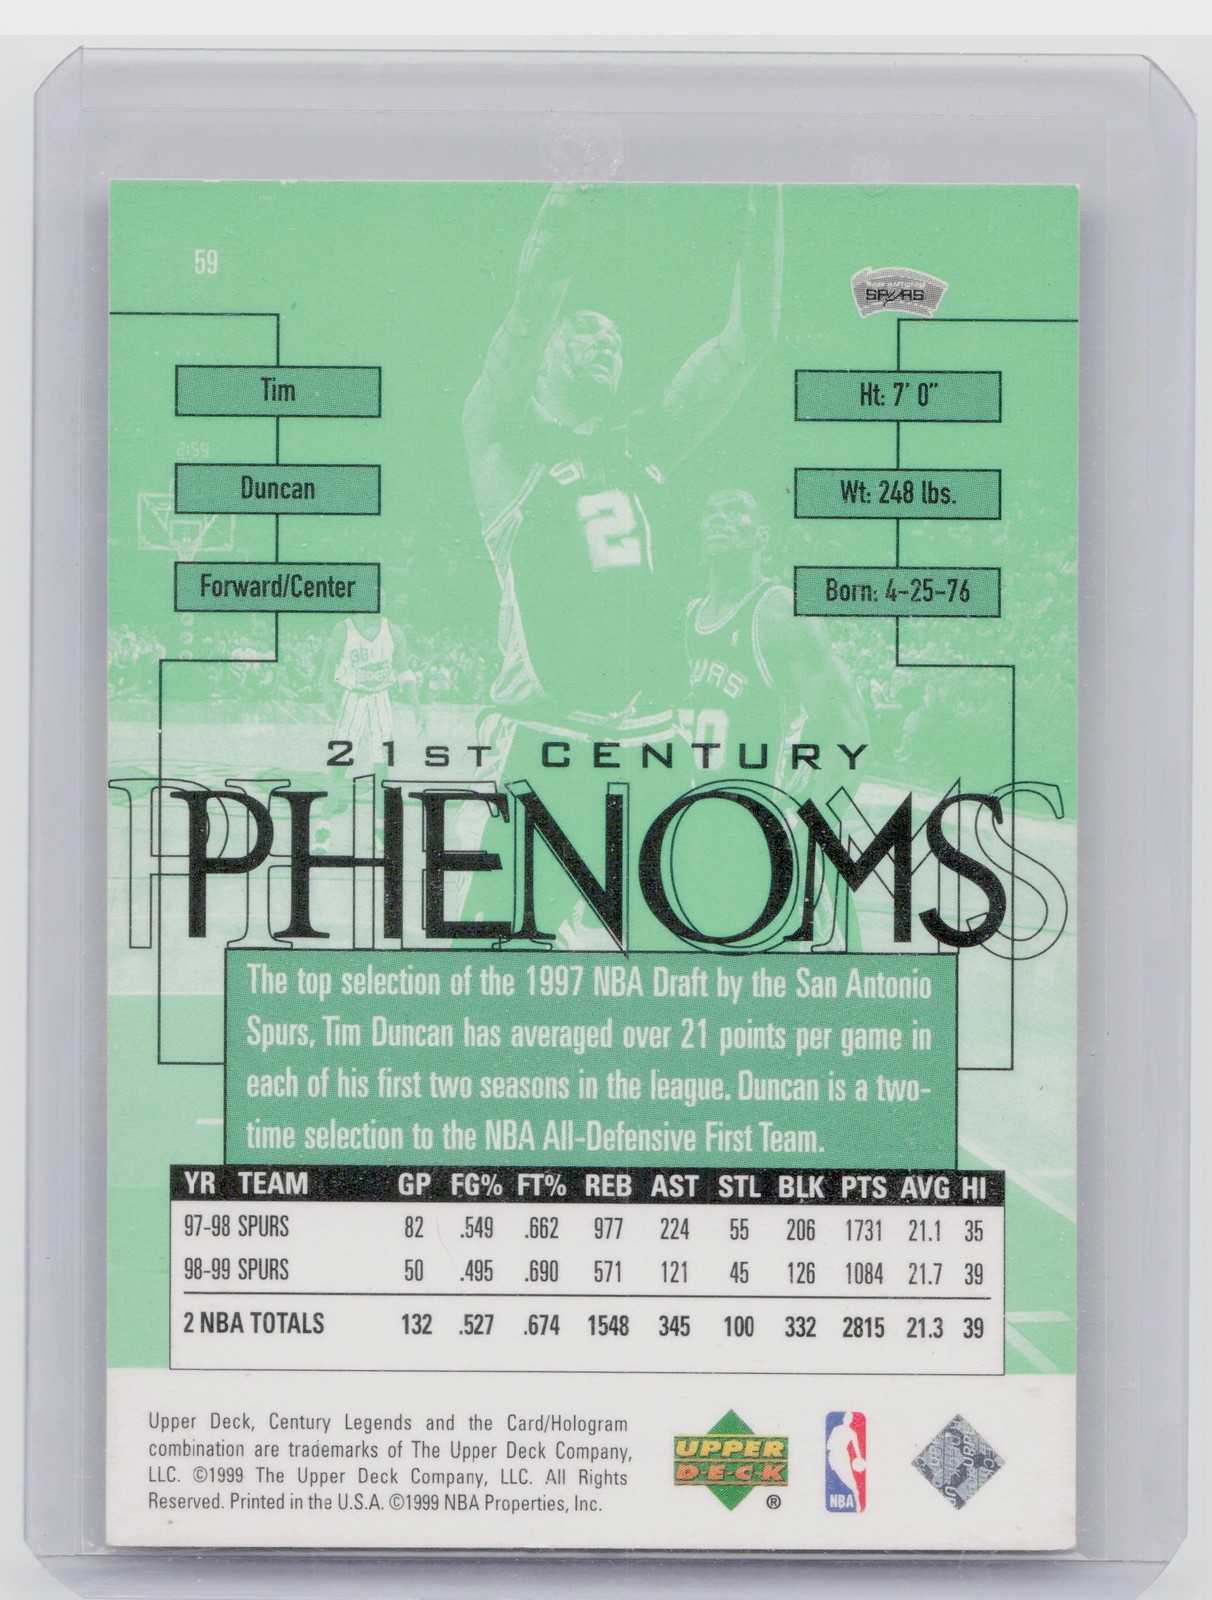 59
SAN ANTONIO
SPURS
Tim
Ht: 7' 0"
Duncan
Wt: 248 lbs.
Forward/Center
Born: 4-25-76
2:59
2
URS
50
21ST CENTURY
PHENOMS
The top selection of the 1997 NBA Draft by the San Antonio
Spurs, Tim Duncan has averaged over 21 points per game in
each of his first two seasons in the league. Duncan is a two-
time selection to the NBA All-Defensive First Team.
YR TEAM GP FG% FT% REB AST STL BLK PTS AVG HI
97-98 SPURS 82 .549 .662 977 224 55 206 1731 21.1 35
98-99 SPURS 50 .495 .690 571 121 45 126 1084 21.7 39
2 NBA TOTALS 132 .527 .674 1548 345 100 332 2815 21.3 39
Upper Deck, Century Legends and the Card/Hologram
combination are trademarks of The Upper Deck Company,
LLC. ©1999 The Upper Deck Company, LLC. All Rights
Reserved. Printed in the U.S.A. ©1999 NBA Properties, Inc.
UPPER
DECK
®
NBA